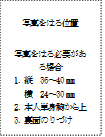 写真をはる位置
写真をはる必要があ
る場合
1. 縦 36～40㎜
横 24～30㎜
2. 本人単身胸から上
3. 裏面のりづけ